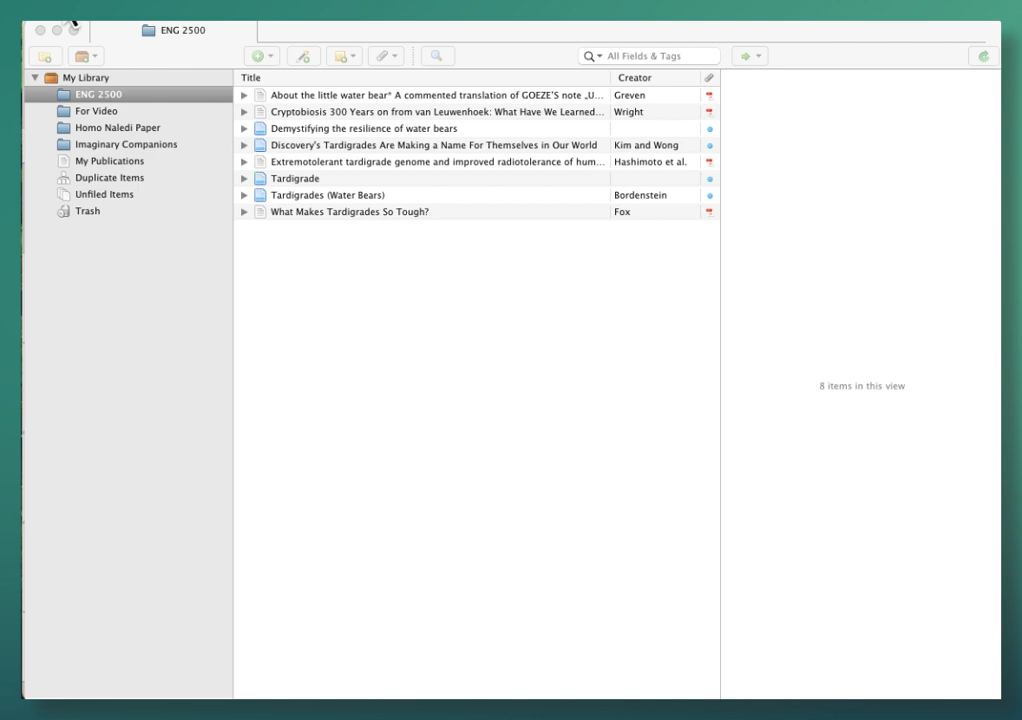 ENG 2500
All Fields & Tags
My Library
ENG 2500
For Video
Homo Naledi Paper
Imaginary Companions
My Publications
Duplicate Items
Unfiled Items
Trash
Title Creator
About the little water bear* A commented translation of GOEZE'S note „U... Greven
Cryptobiosis 300 Years on from van Leuwenhoek: What Have We Learned... Wright
Demystifying the resilience of water bears
Discovery's Tardigrades Are Making a Name For Themselves in Our World Kim and Wong
Extremotolerant tardigrade genome and improved radiotolerance of hum... Hashimoto et al.
Tardigrade
Tardigrades (Water Bears) Bordenstein
What Makes Tardigrades So Tough? Fox
8 items in this view